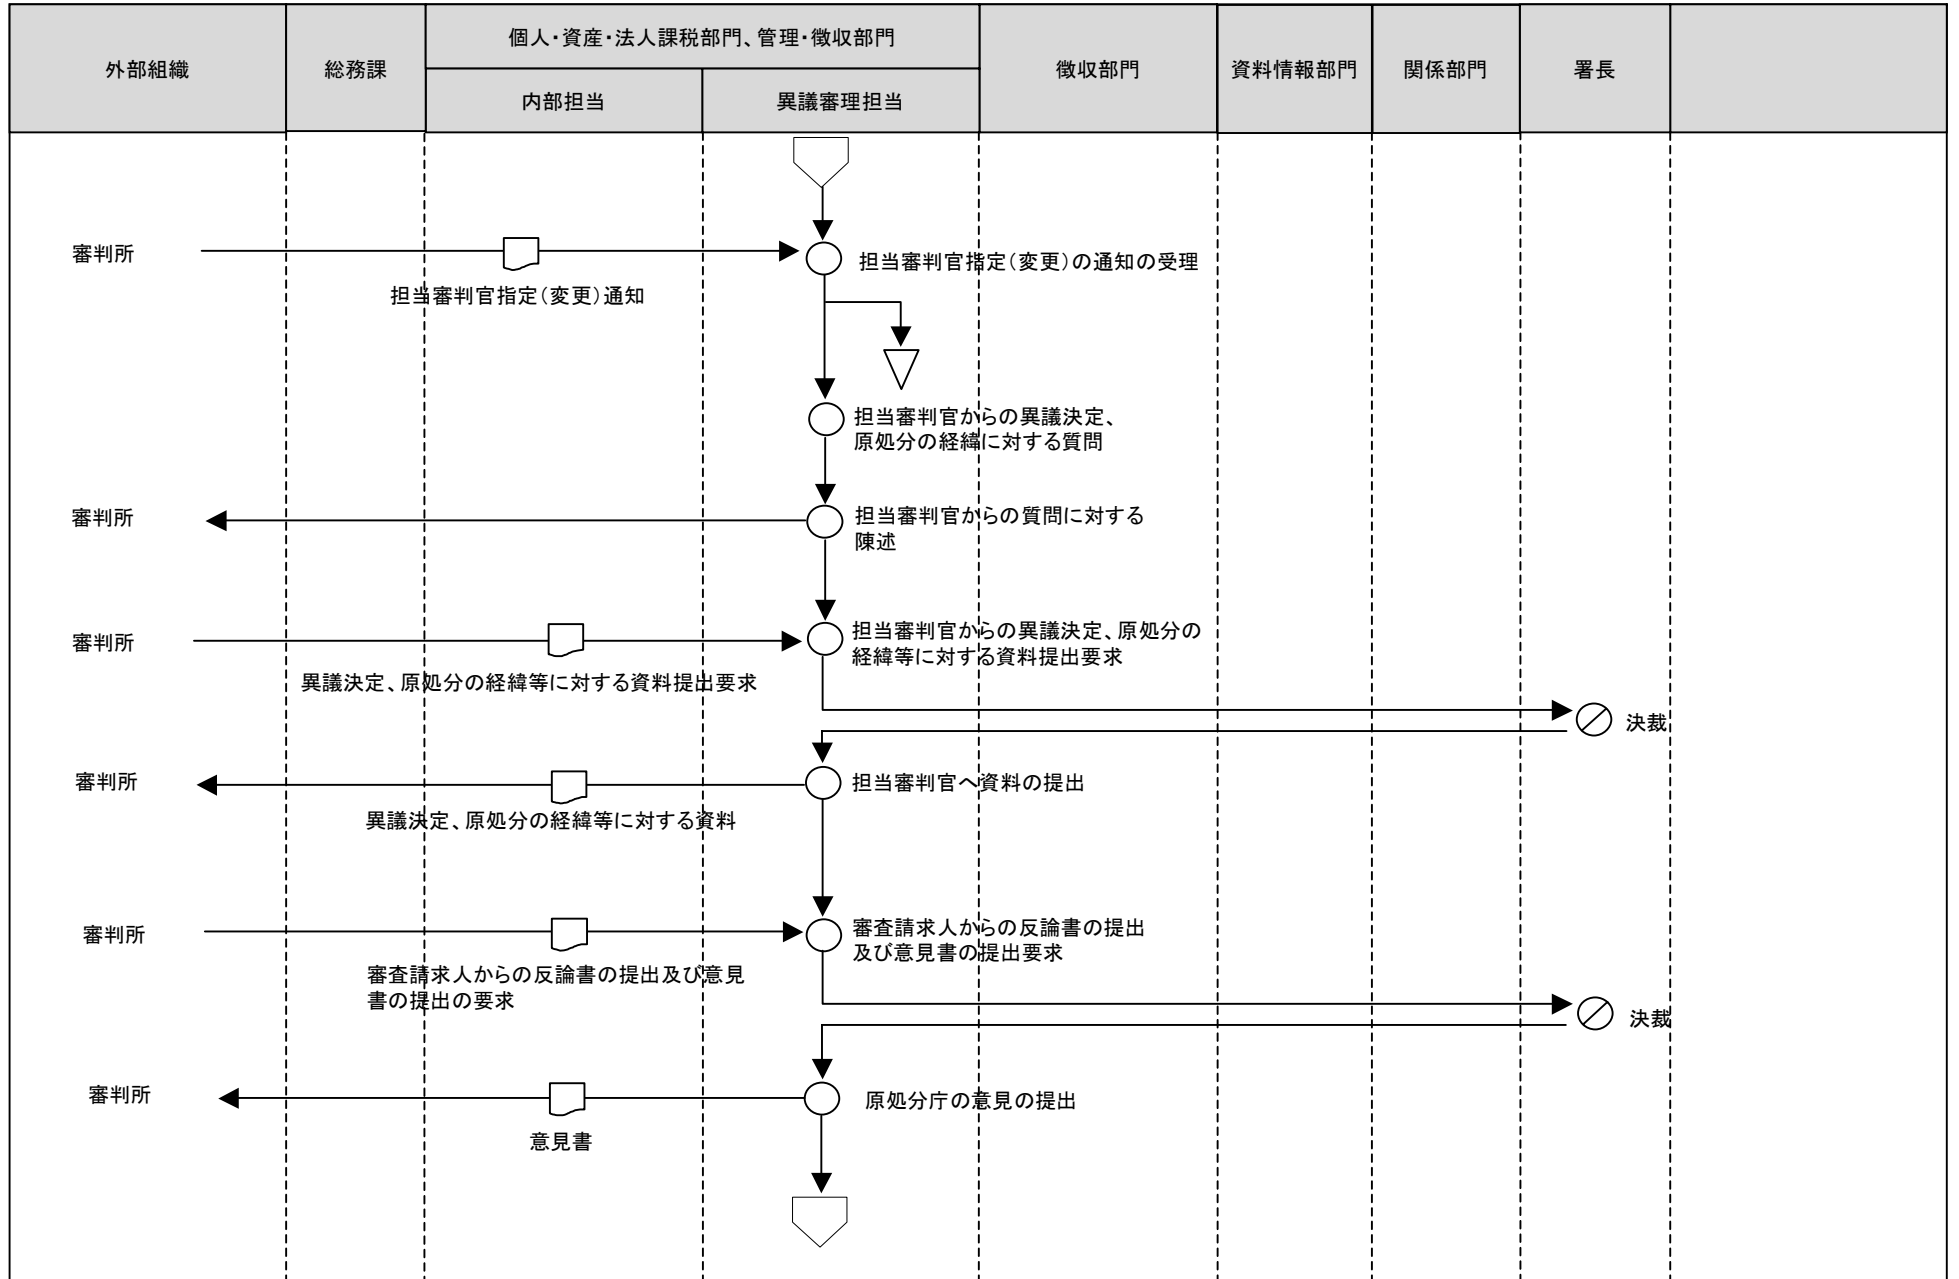 外部組織
総務課
個人・資産・法人課税部門、管理・徴収部門
内部担当
異議審理担当
徴収部門
資料情報部門
関係部門
署長
審判所
担当審判官指定(変更)通知
担当審判官指定(変更)の通知の受理
担当審判官からの異議決定、
原処分の経緯に対する質問
審判所
担当審判官からの質問に対する
陳述
審判所
異議決定、原処分の経緯等に対する資料提出要求
担当審判官からの異議決定、原処分の
経緯等に対する資料提出要求
決裁
審判所
異議決定、原処分の経緯等に対する資料
担当審判官へ資料の提出
審判所
審査請求人からの反論書の提出及び意見
書の提出の要求
審査請求人からの反論書の提出
及び意見書の提出要求
決裁
審判所
意見書
原処分庁の意見の提出